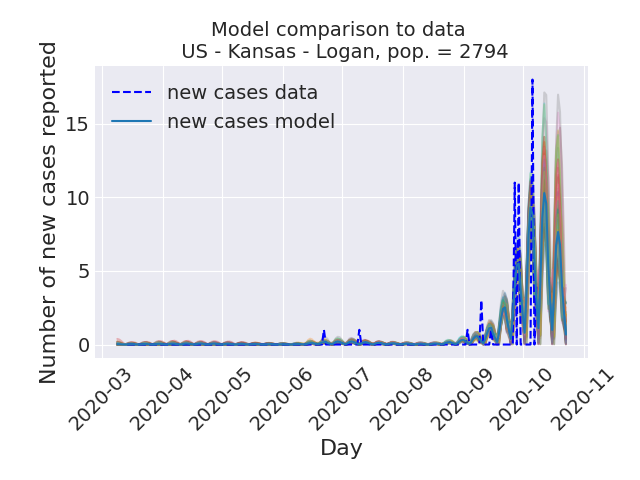 Model comparison to data
US - Kansas - Logan, pop. = 2794
Number of new cases reported
15
10
5
0
new cases data
new cases model
2020-03
2020-04
2020-05
2020-06
2020-07
2020-08
2020-09
2020-10
2020-11
Day